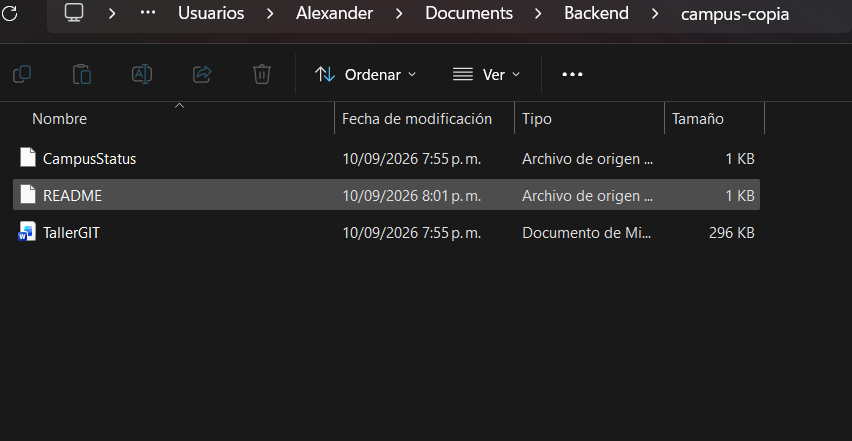 ··· Usuarios Alexander Documents Backend campus-copia
Ordenar Ver ···
Nombre Fecha de modificación Tipo Tamaño
CampusStatus 10/09/2026 7:55 p. m. Archivo de origen ... 1 KB
README 10/09/2026 8:01 p. m. Archivo de origen ... 1 KB
TallerGIT 10/09/2026 7:55 p. m. Documento de Mi... 296 KB